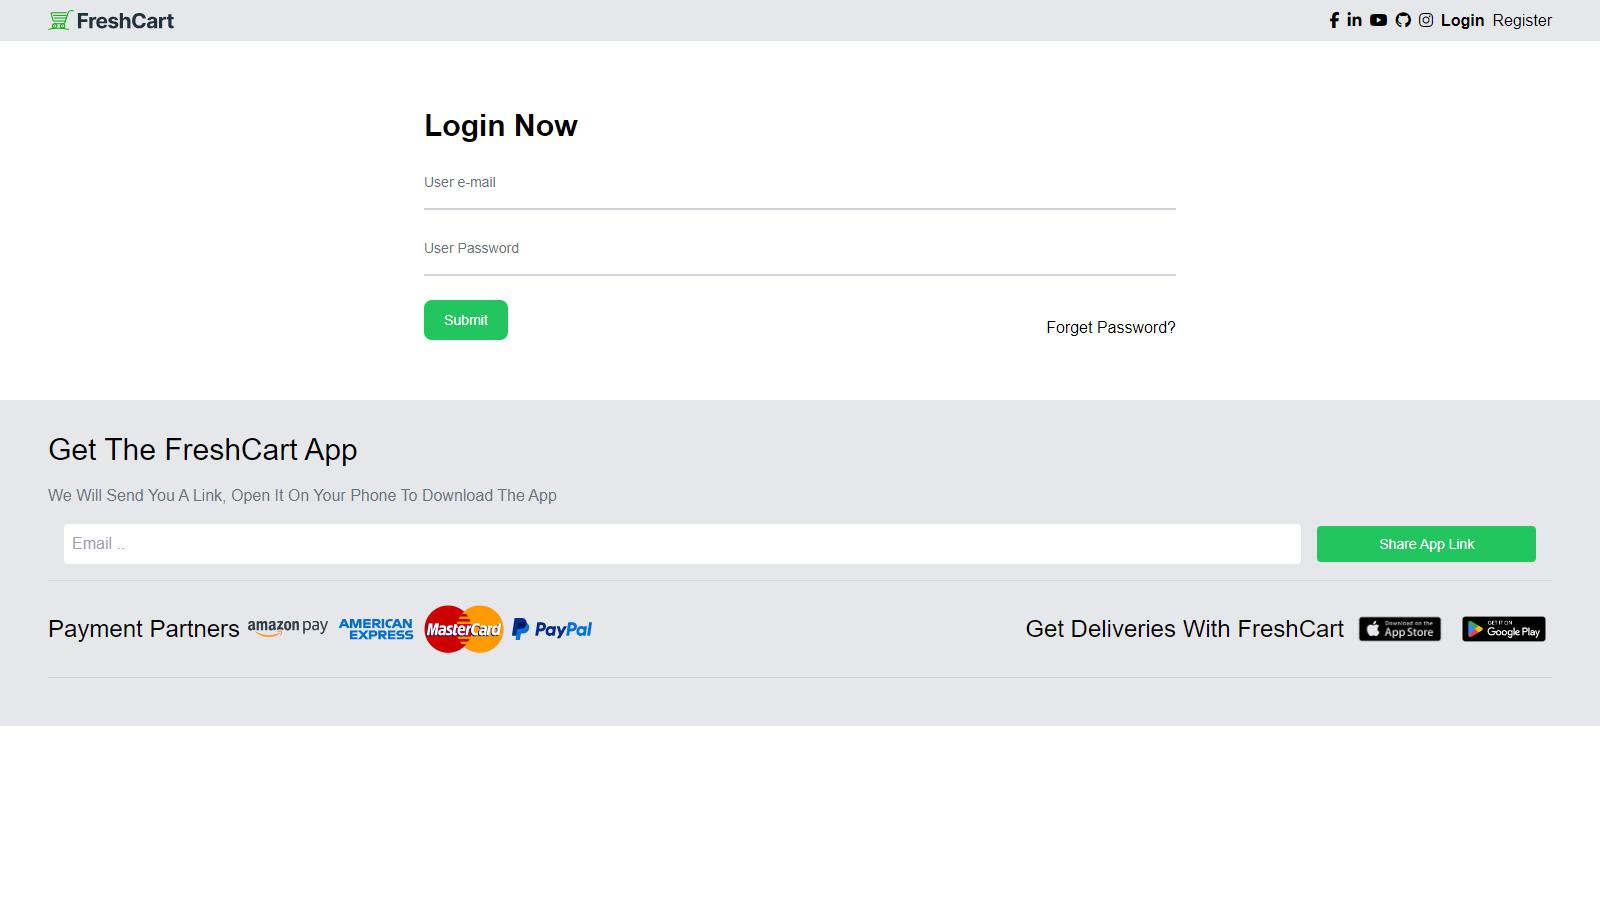 FreshCart
Login Register
Login Now
User e-mail
User Password
Submit
Forget Password?
Get The FreshCart App
We Will Send You A Link, Open It On Your Phone To Download The App
Email ..
Share App Link
Payment Partners amazon pay AMERICAN EXPRESS MasterCard PayPal
Get Deliveries With FreshCart
Download on the
App Store
GET IT ON
Google Play